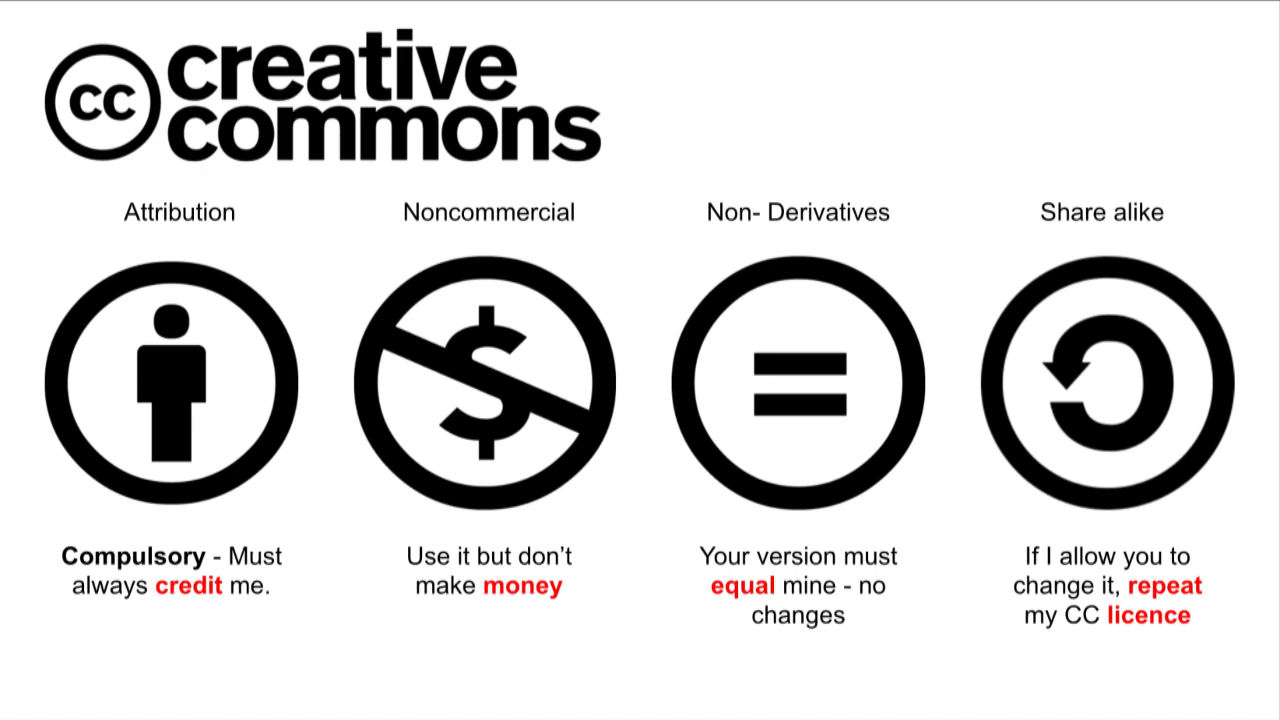 cc creative
commons
Attribution
Noncommercial
Non- Derivatives
Share alike
$
=
Compulsory - Must
always credit me.
Use it but don’t
make money
Your version must
equal mine - no
changes
If I allow you to
change it, repeat
my CC licence